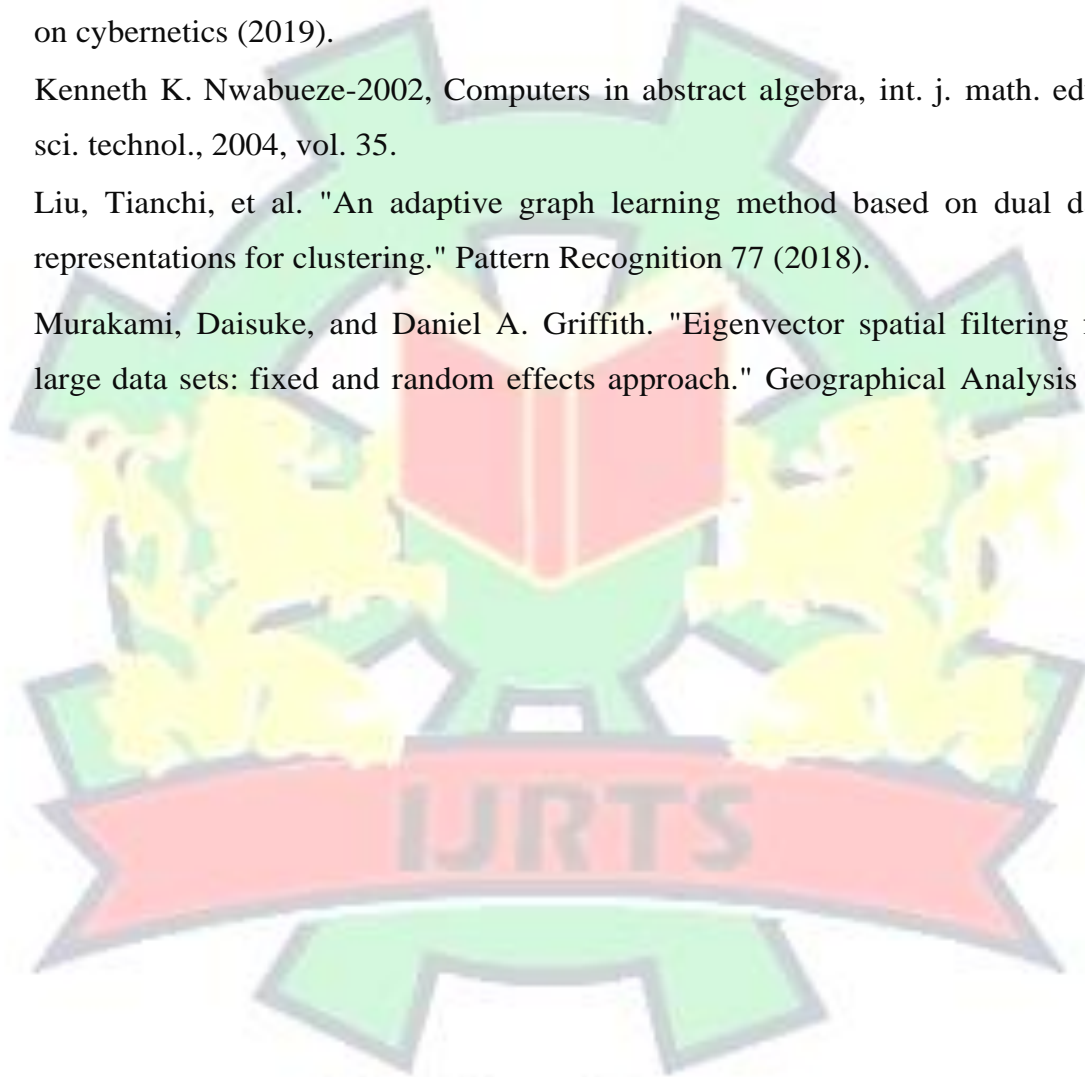 on cybernetics (2019).
Kenneth K. Nwabueze-2002, Computers in abstract algebra, int. j. math. ed
sci. technol., 2004, vol. 35.
Liu, Tianchi, et al. "An adaptive graph learning method based on dual d
representations for clustering." Pattern Recognition 77 (2018).
Murakami, Daisuke, and Daniel A. Griffith. "Eigenvector spatial filtering
large data sets: fixed and random effects approach." Geographical Analysis
IJRTS